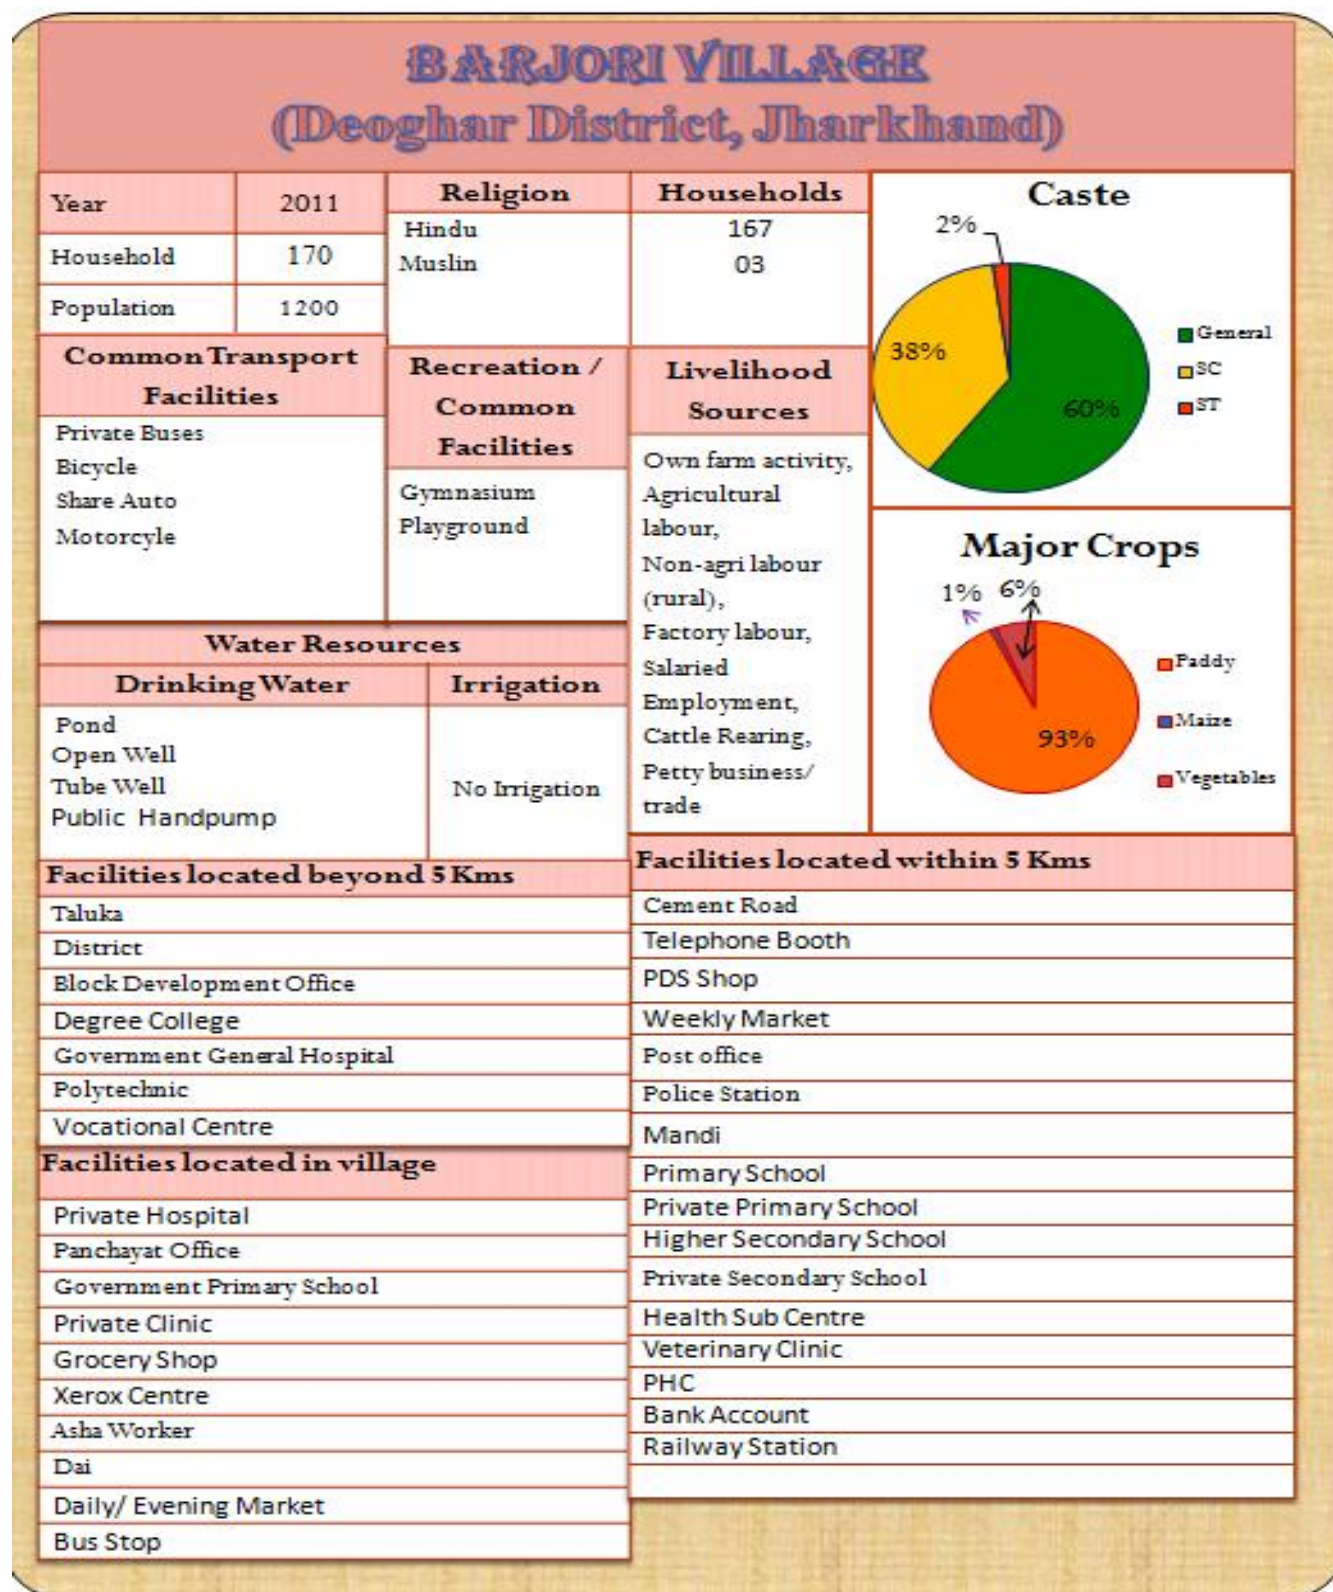 BARJORI VILLAGE
(Deoghar District, Jharkhand)
Year 2011
Household 170
Population 1200
Religion Households
Hindu 167
Muslin 03
Caste
2%
38%
60%
General
SC
ST
Common Transport
Facilities
Private Buses
Bicycle
Share Auto
Motorcyle
Recreation /
Common
Facilities
Gymnasium
Playground
Livelihood
Sources
Own farm activity,
Agricultural
labour,
Non-agri labour
(rural),
Factory labour,
Salaried
Employment,
Cattle Rearing,
Petty business/
trade
Major Crops
1% 6%
93%
Paddy
Maize
Vegetables
Water Resources
Drinking Water Irrigation
Pond
Open Well
Tube Well
Public Handpump
No Irrigation
Facilities located beyond 5 Kms
Taluka
District
Block Development Office
Degree College
Government General Hospital
Polytechnic
Vocational Centre
Facilities located in village
Private Hospital
Panchayat Office
Government Primary School
Private Clinic
Grocery Shop
Xerox Centre
Asha Worker
Dai
Daily/ Evening Market
Bus Stop
Facilities located within 5 Kms
Cement Road
Telephone Booth
PDS Shop
Weekly Market
Post office
Police Station
Mandi
Primary School
Private Primary School
Higher Secondary School
Private Secondary School
Health Sub Centre
Veterinary Clinic
PHC
Bank Account
Railway Station